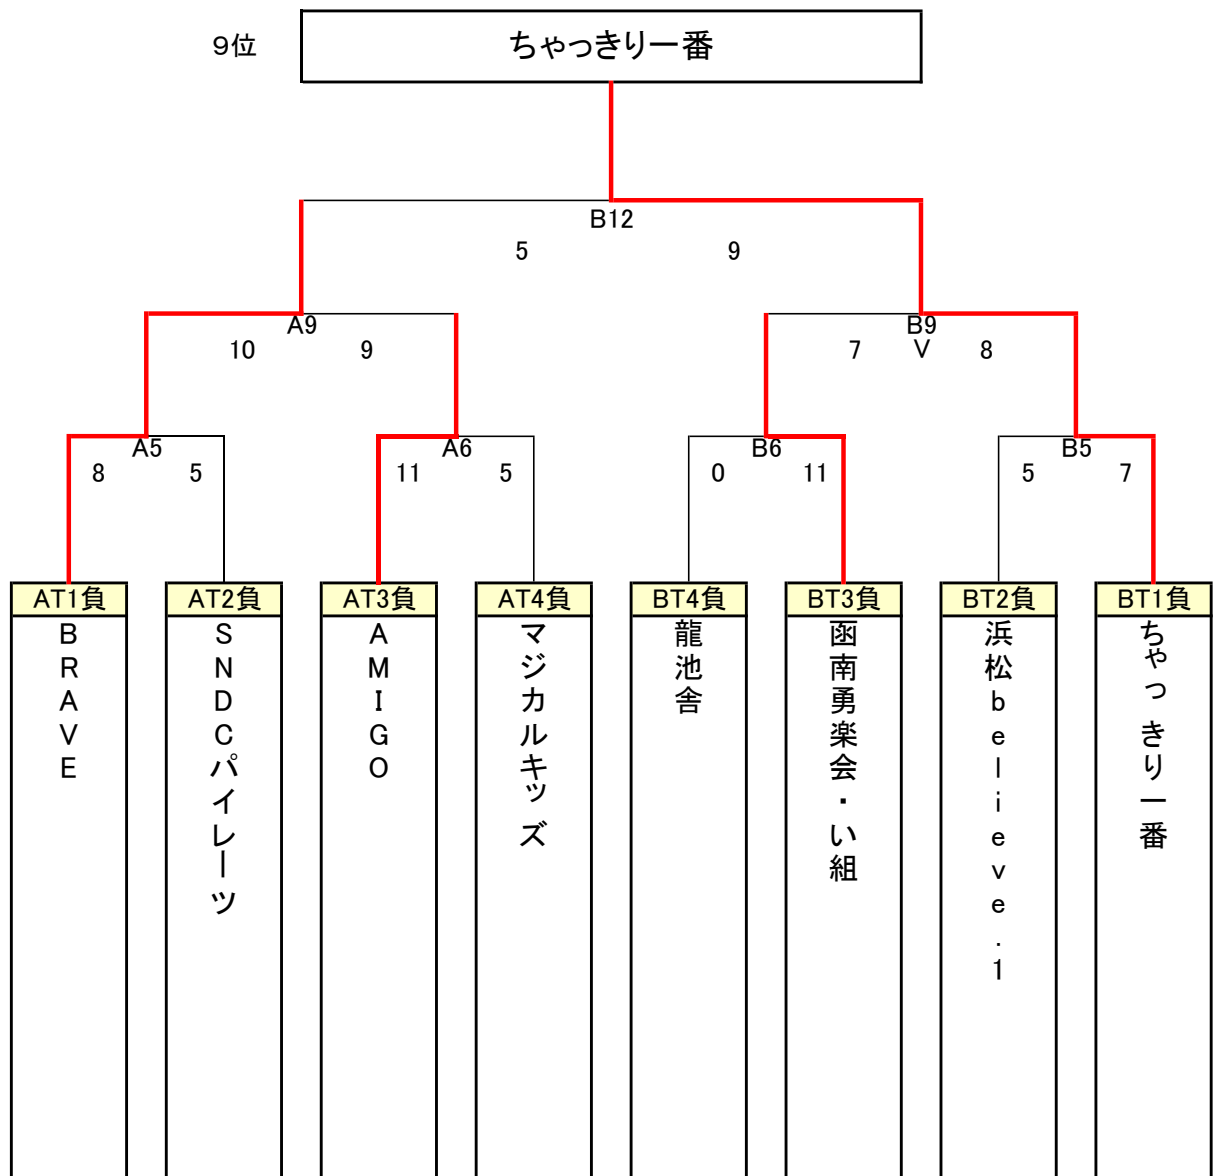 9位
ちゃっきり一番
B12
5 9
A9 B9
10 9 7 V 8
A5 A6 B6 B5
8 5 11 5 0 11 5 7
AT1負 AT2負 AT3負 AT4負 BT4負 BT3負 BT2負 BT1負
BRAVE
SNDCパイレーツ
AMIGO
マジカルキッズ
龍池舎
函南勇楽会・い組
浜松believe.1
ちゃっきり一番